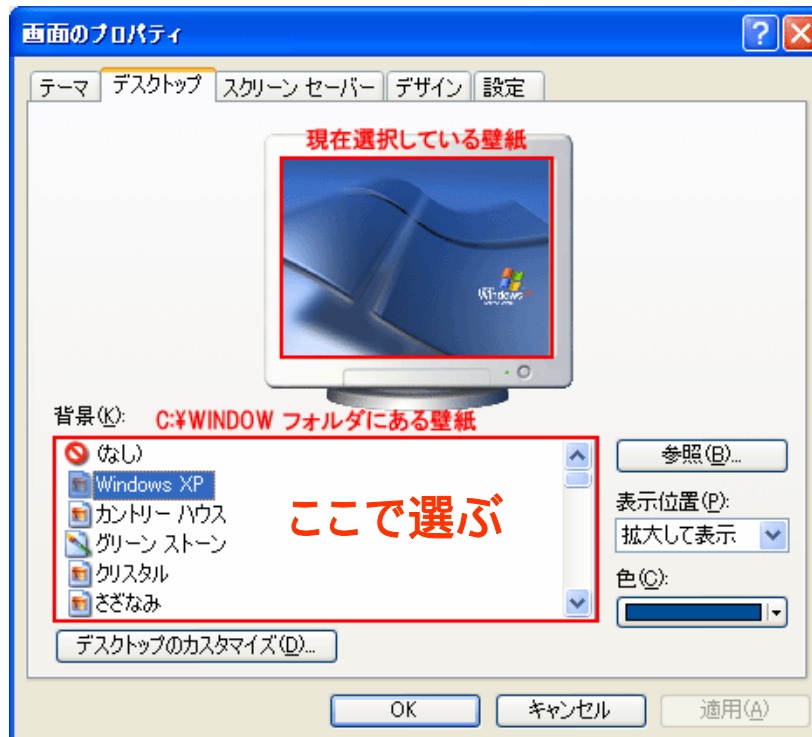 画面のプロパティ
テーマ デスクトップ スクリーン セーバー デザイン 設定
現在選択している壁紙
Windows
背景(K): C:¥WINDOW フォルダにある壁紙
(なし)
Windows XP
カントリー ハウス
グリーン ストーン
クリスタル
さざなみ
ここで選ぶ
参照(B)...
表示位置(P):
拡大して表示
色(C):
デスクトップのカスタマイズ(D)...
OK キャンセル 適用(A)